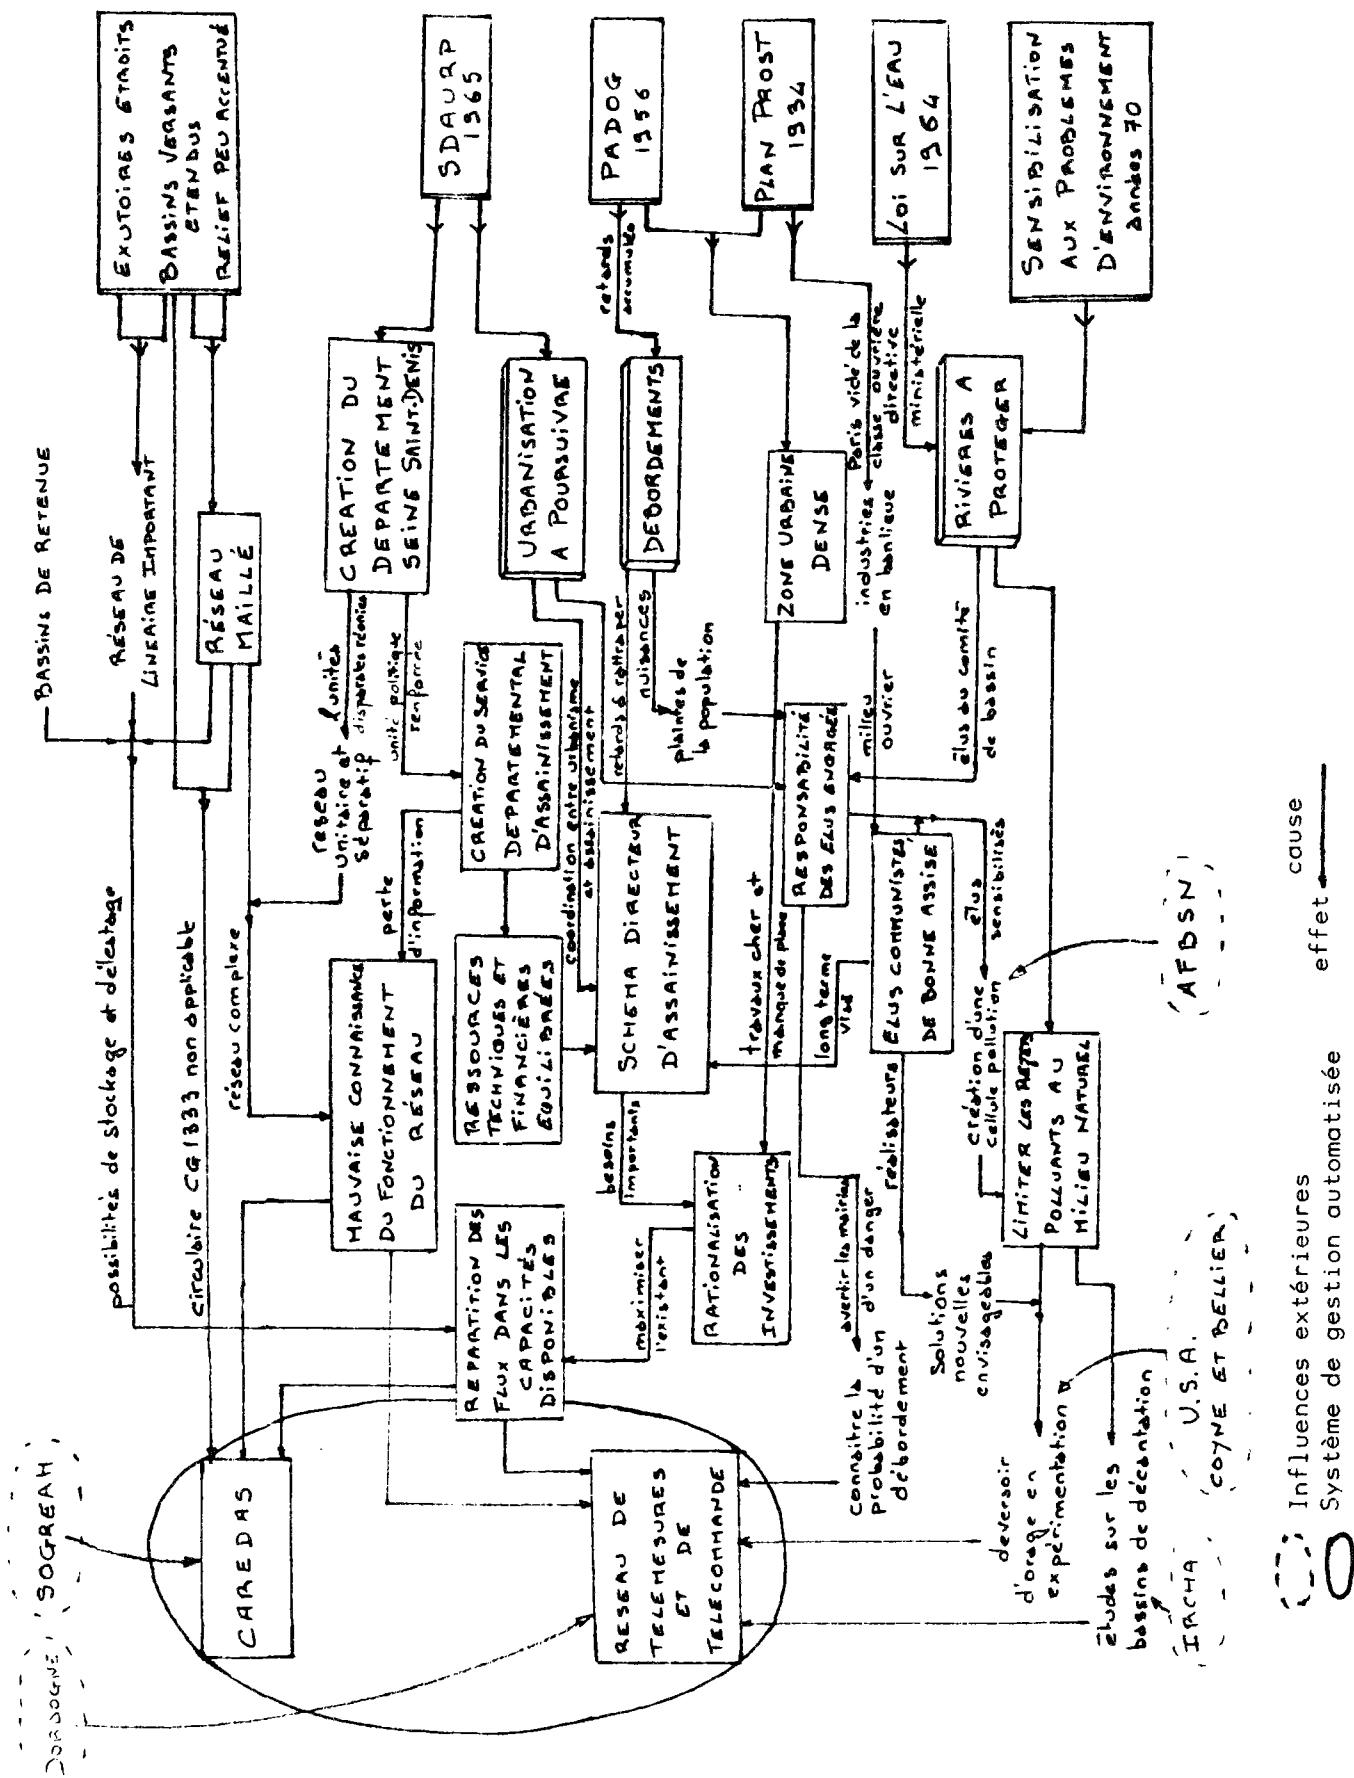 EXUTOIRES ETROITS
BASSINS VERSANTS
ETENDUS
RELIEF PEU ACCENTUÉ
SDAURP
1965
PADOG
1956
PLAN PROST
1934
LOI SUR L'EAU
1964
SENSIBILISATION
AUX PROBLEMES
D'ENVIRONNEMENT
années 70
BASSINS DE RETENUE
RÉSEAU DE
LINEAIRE IMPORTANT
RÉSEAU
MAILLÉ
CREATION DU
DEPARTEMENT
SEINE SAINT-DENIS
URBANISATION
A POURSUIVRE
retards
accumulés
DEBORDEMENTS
ZONE URBAINE
DENSE
Paris vidé de la
classe ouvrière
directive
ministérielle
industries
en banlieue
RIVIERES A
PROTEGER
possibilités de stockage et délestage
circulaire CG1333 non applicable
réseau complexe
reseau
unitaire et
séparatif
unités
disparates réunies
unité politique
renforcée
CREATION DU SERVICE
DEPARTEMENTAL
D'ASSAINISSEMENT
perte
d'information
coordination entre urbanisme
et assainissement
retards à rattraper
nuisances
plaintes de
la population
RESPONSABILITÉ
DES ELUS ENGAGÉE
milieu
ouvrier
élus au comité
de bassin
MAUVAISE CONNAISSANCE
DU FONCTIONNEMENT
DU RÉSEAU
RESSOURCES
TECHNIQUES ET
FINANCIÈRES
EQUILIBRÉES
SCHEMA DIRECTEUR
D'ASSAINISSEMENT
travaux cher et
manque de place
long terme
visé
ELUS COMMUNISTES
DE BONNE ASSISE
élus
sensibilisés
création d'une
cellule pollution
AFBSN
REPARTITION DES
FLUX DANS LES
CAPACITÉS
DISPONIBLES
besoins
importants
maximiser
l'existant
RATIONALISATION
DES
INVESTISSEMENTS
avertir les mairies
d'un danger
réalisateurs
LIMITER LES REJETS
POLLUANTS AU
MILIEU NATUREL
Solutions
nouvelles
envisageables
CAREDAS
RESEAU DE
TELEMESURES
ET DE
TELECOMMANDE
connaitre la
probabilité d'un
débordement
deversoir
d'orage en
expérimentation
études sur les
bassins de décantation
DORDOGNE
SOGREAH
IRCHA
U.S.A.
COYNE ET BELLIER
Influences extérieures
Système de gestion automatisée
effet
cause